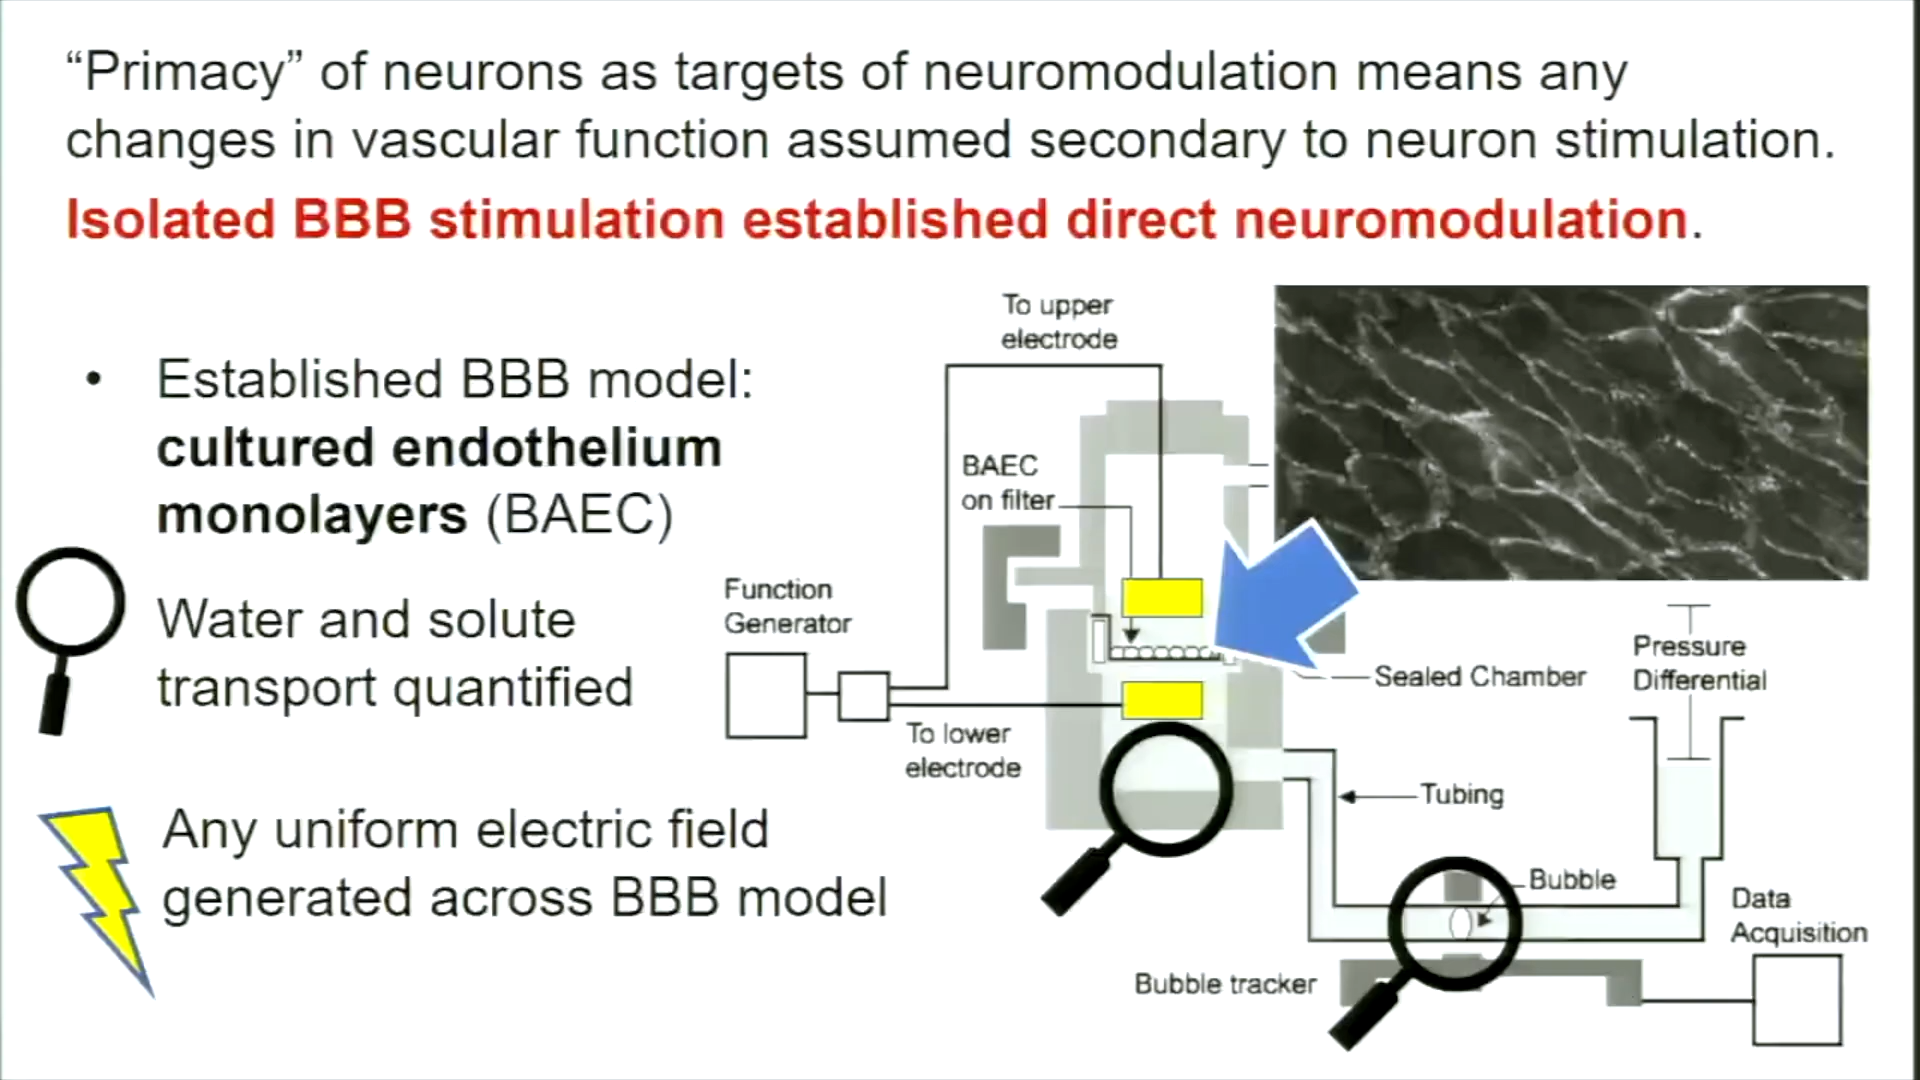 “Primacy” of neurons as targets of neuromodulation means any
changes in vascular function assumed secondary to neuron stimulation.
Isolated BBB stimulation established direct neuromodulation.
• Established BBB model:
cultured endothelium
monolayers (BAEC)
Water and solute
transport quantified
Any uniform electric field
generated across BBB model
To upper
electrode
BAEC
on filter
Function
Generator
To lower
electrode
Sealed Chamber
Pressure
Differential
Tubing
Bubble
Data
Acquisition
Bubble tracker